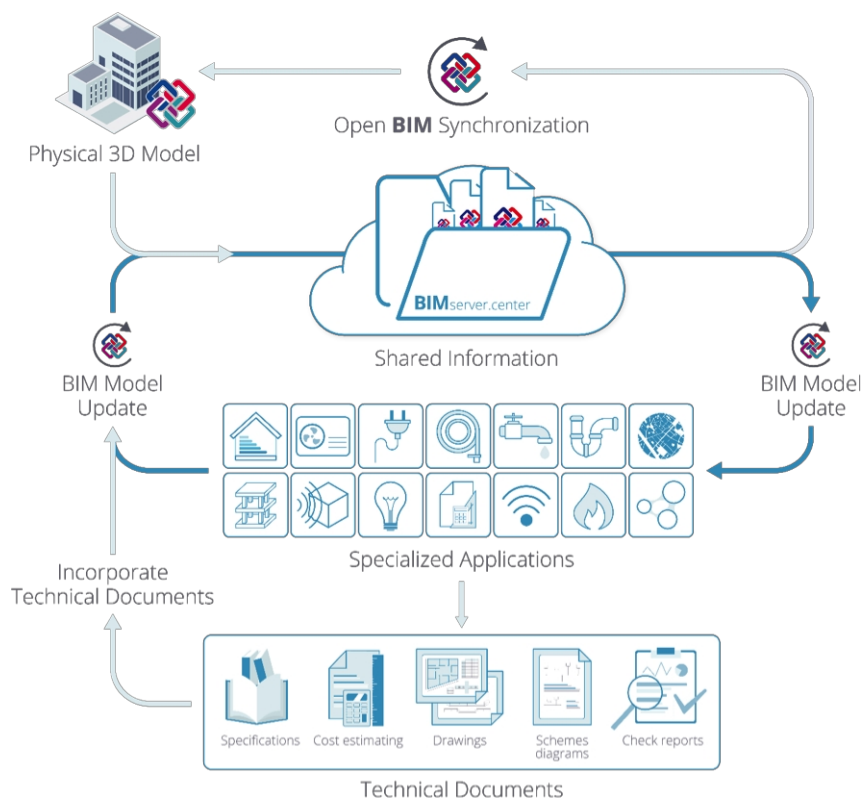 Open BIM Synchronization
Physical 3D Model
BIMserver.center
Shared Information
BIM Model
Update
BIM Model
Update
Specialized Applications
Incorporate
Technical Documents
Specifications
Cost estimating
Drawings
Schemes
diagrams
Check reports
Technical Documents